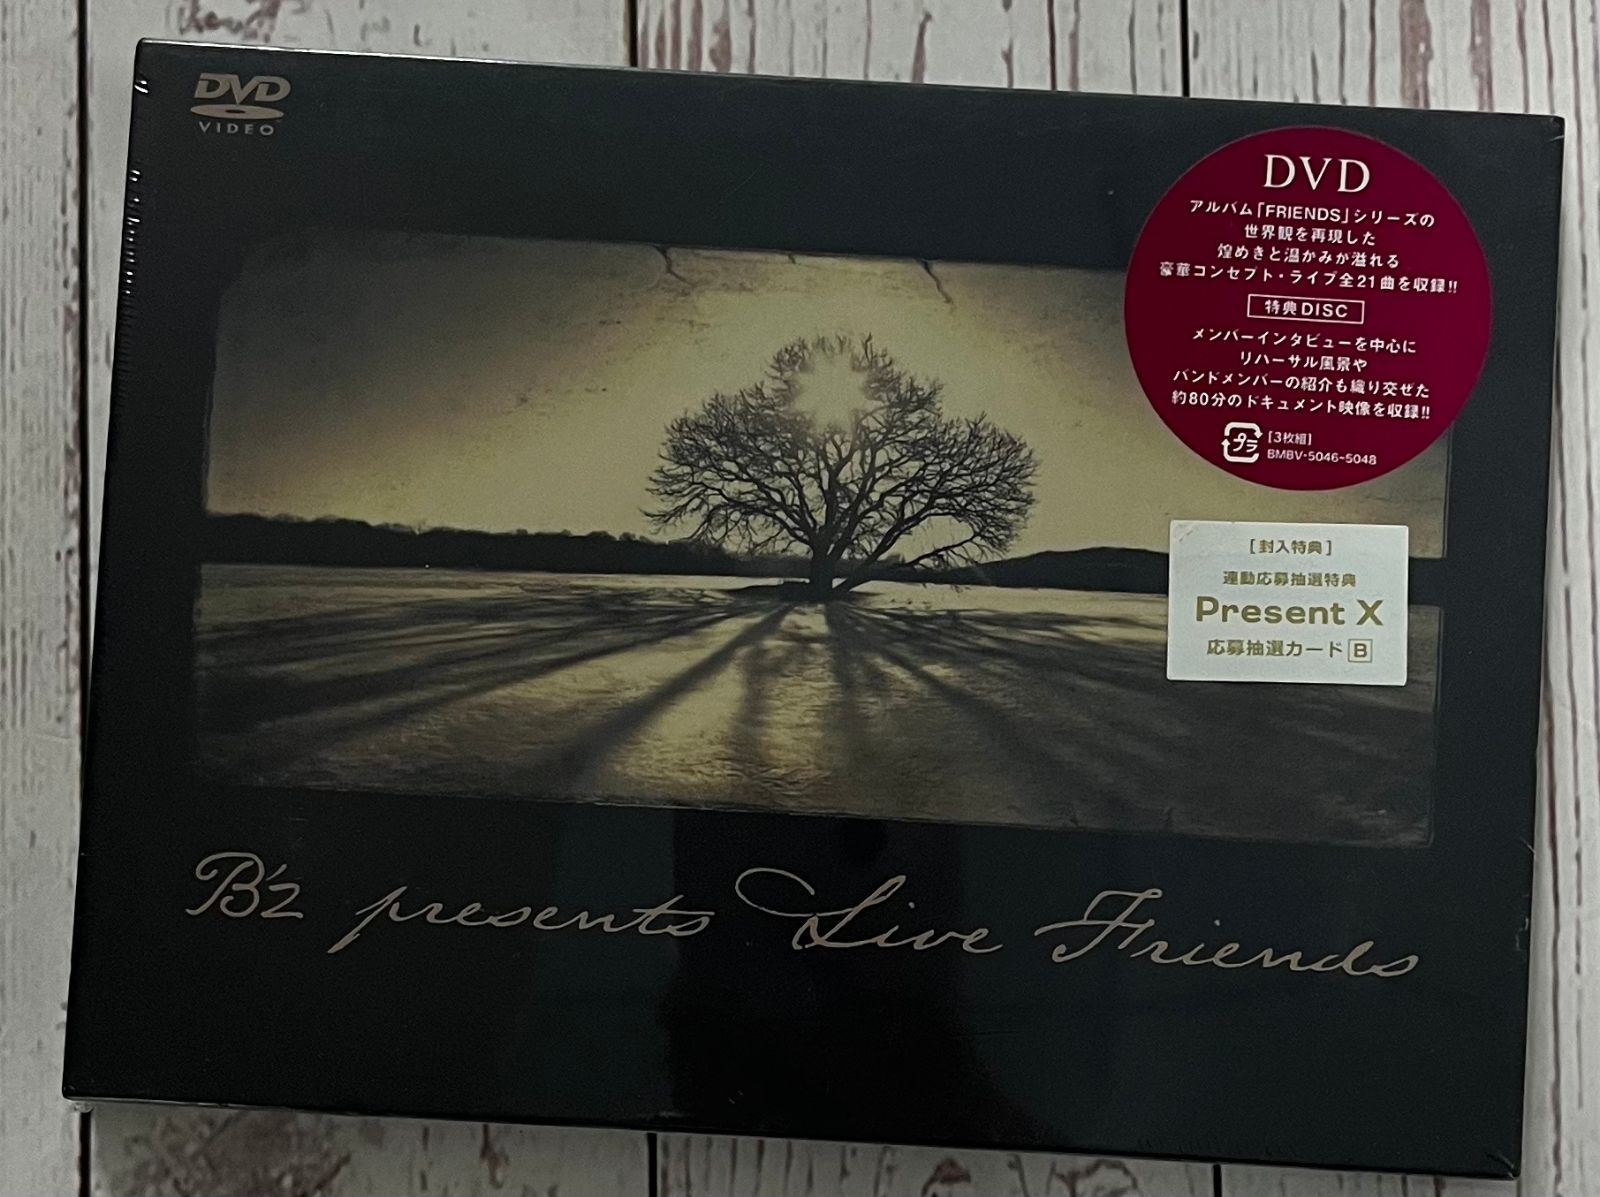 DVD
VIDEO
DVD
アルバム「FRIENDS」シリーズの
世界観を再現した
煌めきと温かみが溢れる
豪華コンセプト・ライブ全21曲を収録!!
特典DISC
メンバーインタビューを中心に
リハーサル風景や
バンドメンバーの紹介も織り交ぜた
約80分のドキュメント映像を収録!!
プラ
[3枚組]
BMBV-5046~5048
[封入特典]
連動応募抽選特典
Present X
応募抽選カード B
B'z presents Live Friends